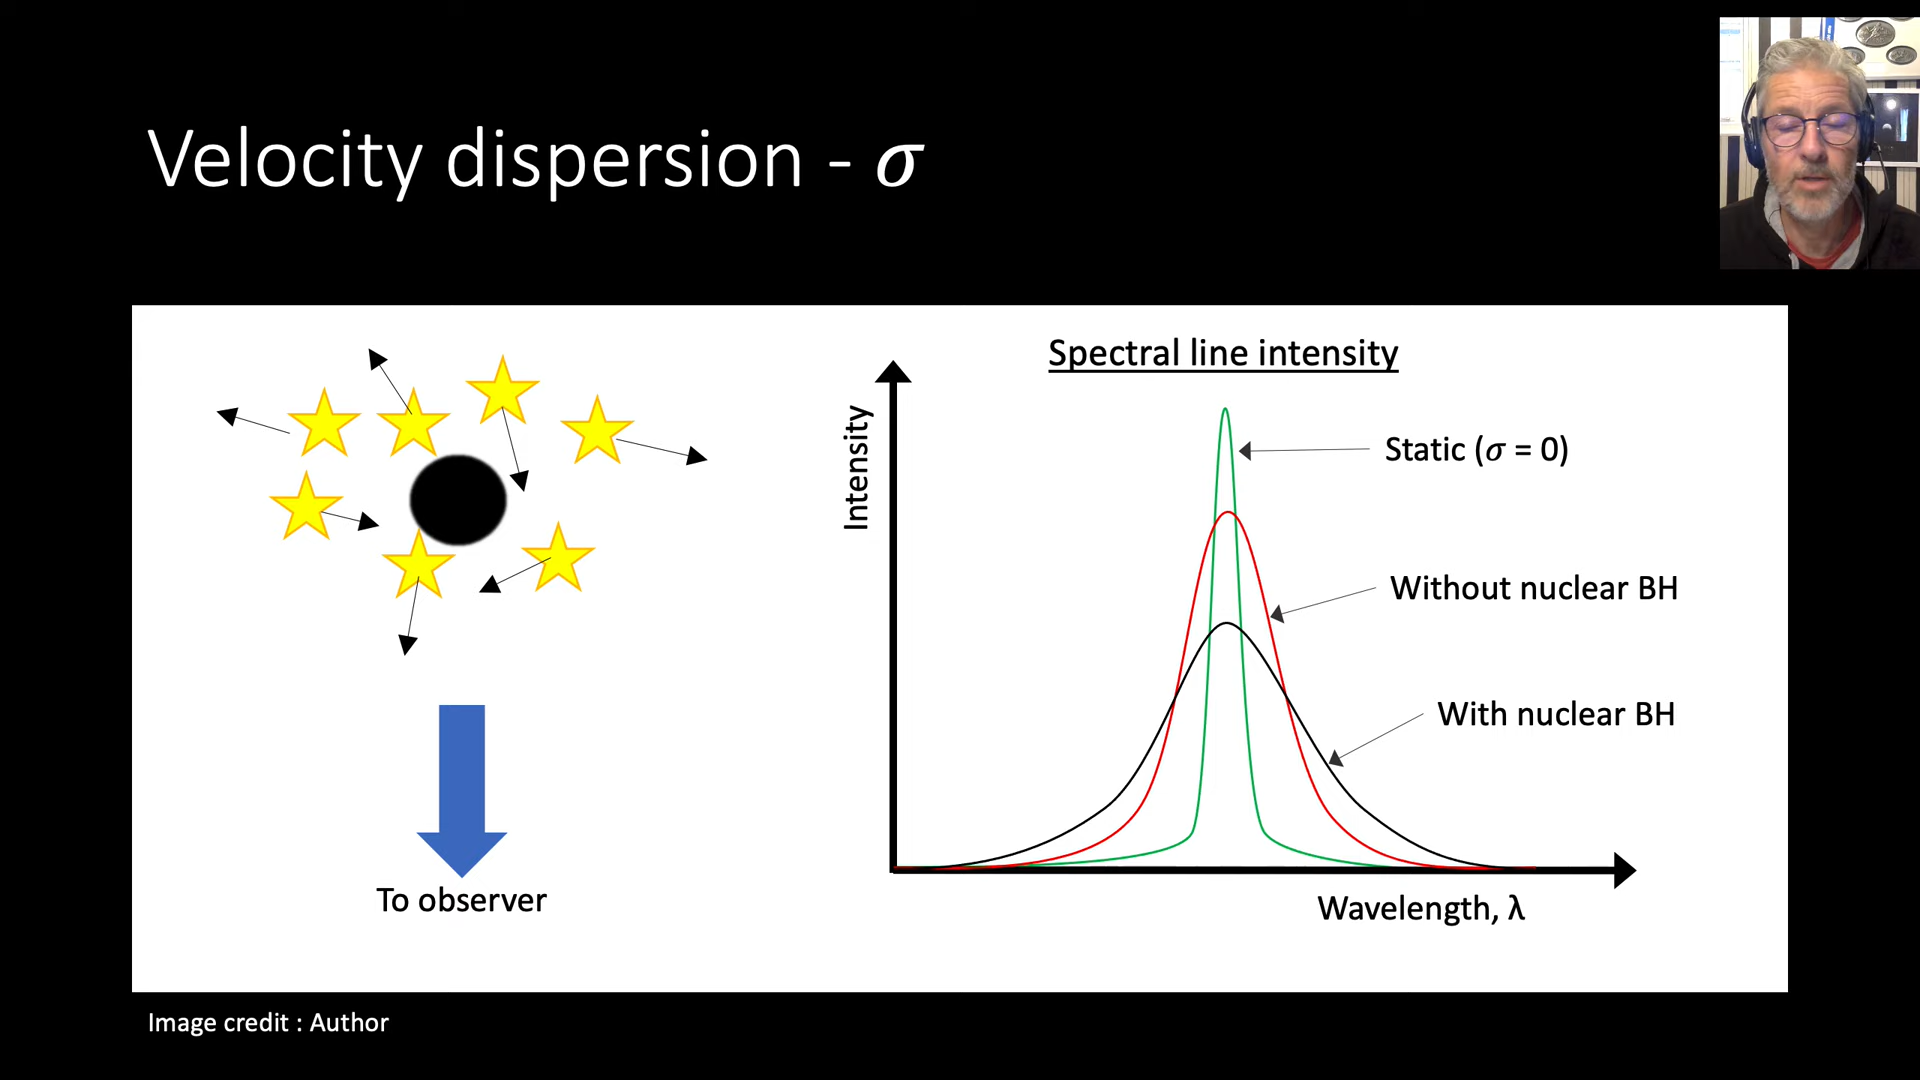 Velocity dispersion - σ
Spectral line intensity
Intensity
Static (σ = 0)
Without nuclear BH
With nuclear BH
To observer
Wavelength, λ
Image credit : Author